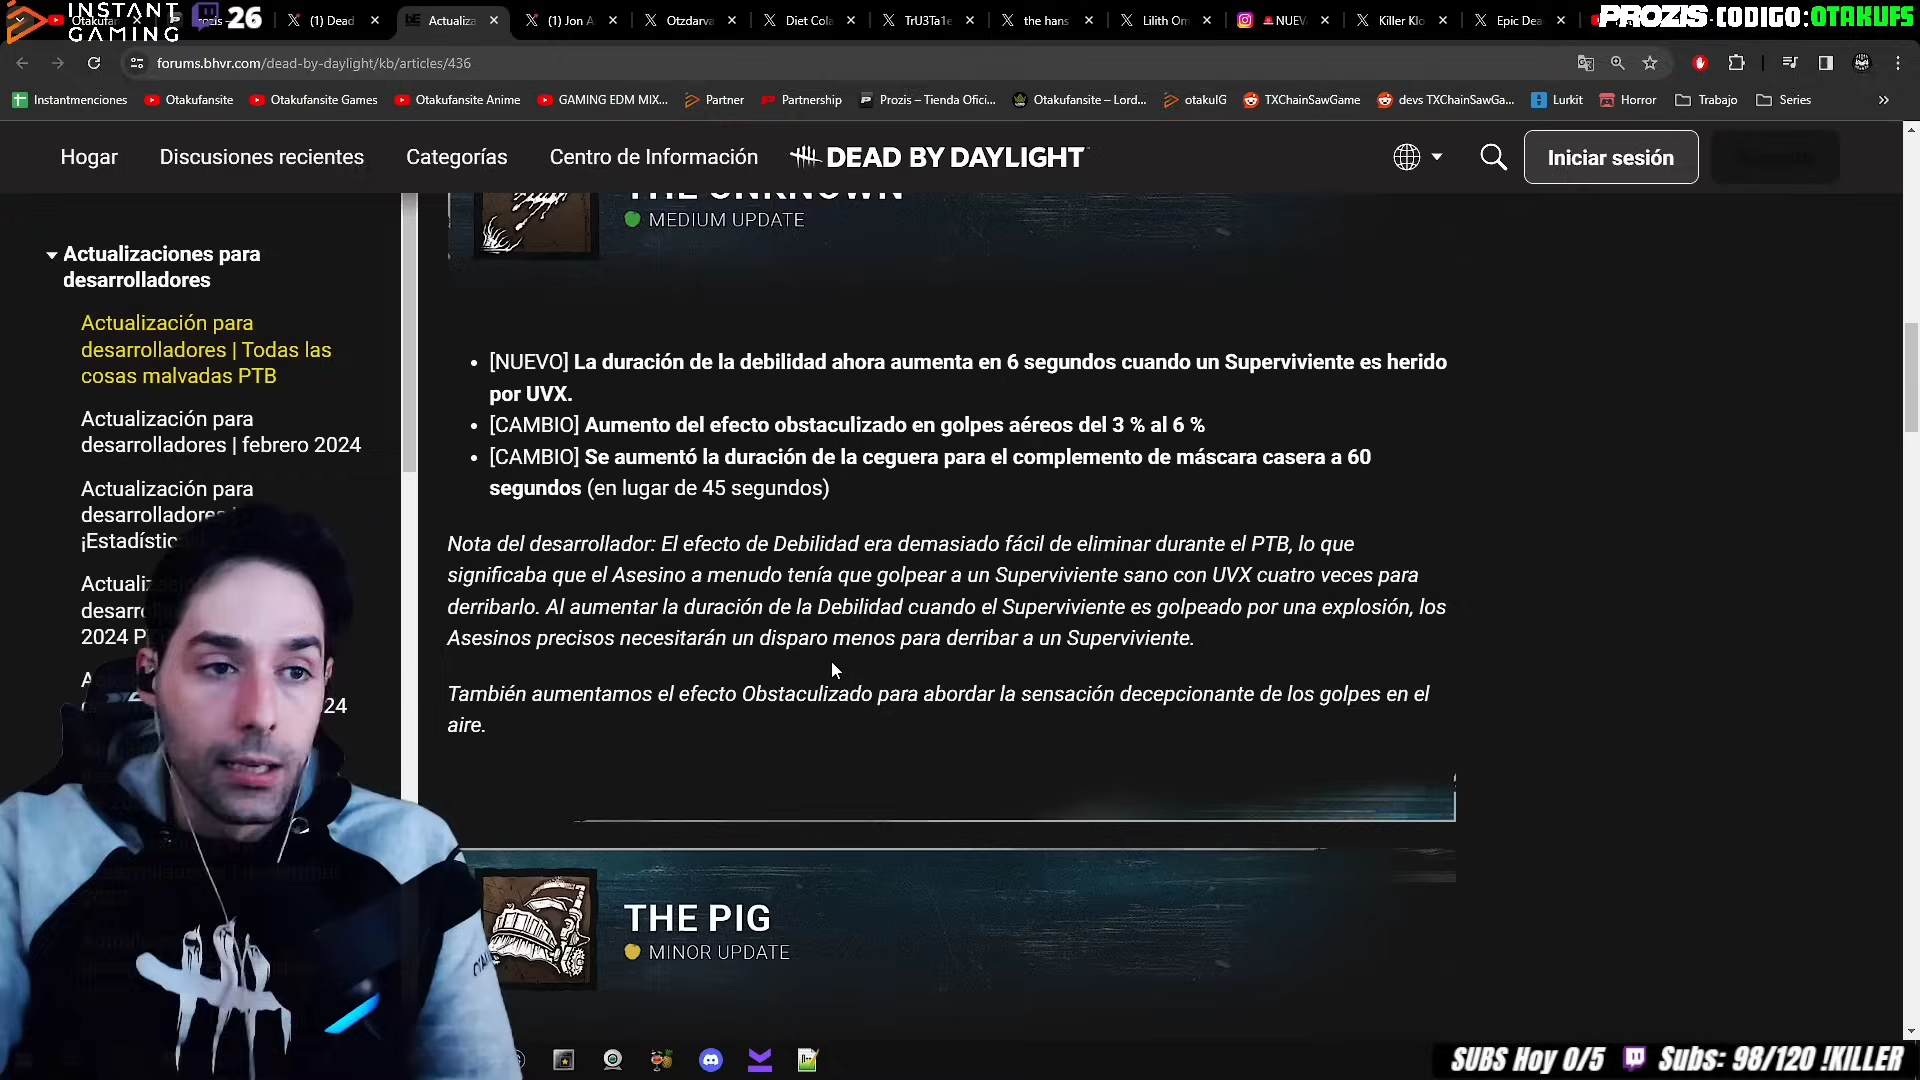 INSTANT
GAMING
26
Otakufan
rozis -
(1) Dead
Actualiza
(1) Jon A
Otzdarva
Diet Cola
TrU3Ta1e
the hans
Lilith Om
NUEV
Killer Klo
Epic Dea
PROZIS - CODIGO:OTAKUFS
forums.bhvr.com/dead-by-daylight/kb/articles/436
Instantmenciones
Otakufansite
Otakufansite Games
Otakufansite Anime
GAMING EDM MIX...
Partner
Partnership
Prozis – Tienda Ofici...
Otakufansite – Lord...
otakuIG
TXChainSawGame
devs TXChainSawGa...
Lurkit
Horror
Trabajo
Series
Hogar
Discusiones recientes
Categorías
Centro de Información
DEAD BY DAYLIGHT
Iniciar sesión
Actualizaciones para
desarrolladores
Actualización para
desarrolladores | Todas las
cosas malvadas PTB
Actualización para
desarrolladores | febrero 2024
Actualización para
desarrolladore
¡Estadístic
Actualiz
desarrol
2024 P
24
THE UNKNOWN
MEDIUM UPDATE
• [NUEVO] La duración de la debilidad ahora aumenta en 6 segundos cuando un Superviviente es herido
por UVX.
• [CAMBIO] Aumento del efecto obstaculizado en golpes aéreos del 3 % al 6 %
• [CAMBIO] Se aumentó la duración de la ceguera para el complemento de máscara casera a 60
segundos (en lugar de 45 segundos)
Nota del desarrollador: El efecto de Debilidad era demasiado fácil de eliminar durante el PTB, lo que
significaba que el Asesino a menudo tenía que golpear a un Superviviente sano con UVX cuatro veces para
derribarlo. Al aumentar la duración de la Debilidad cuando el Superviviente es golpeado por una explosión, los
Asesinos precisos necesitarán un disparo menos para derribar a un Superviviente.
También aumentamos el efecto Obstaculizado para abordar la sensación decepcionante de los golpes en el
aire.
THE PIG
MINOR UPDATE
SUBS Hoy 0/5
Subs: 98/120 !KILLER